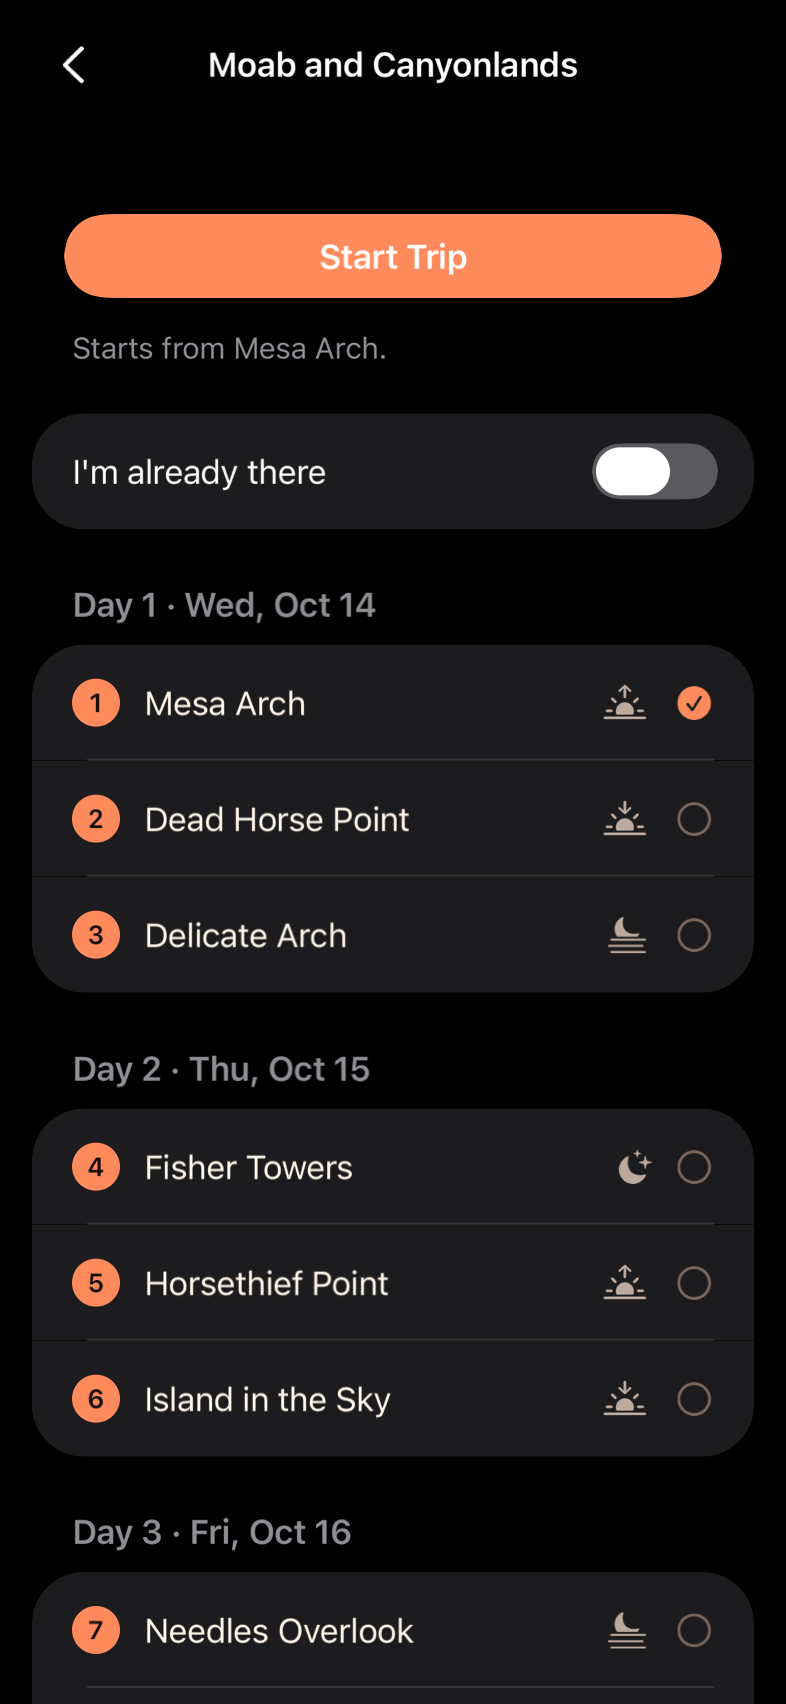 Moab and Canyonlands
Start Trip
Starts from Mesa Arch.
I'm already there
Day 1 · Wed, Oct 14
1 Mesa Arch
2 Dead Horse Point
3 Delicate Arch
Day 2 · Thu, Oct 15
4 Fisher Towers
5 Horsethief Point
6 Island in the Sky
Day 3 · Fri, Oct 16
7 Needles Overlook